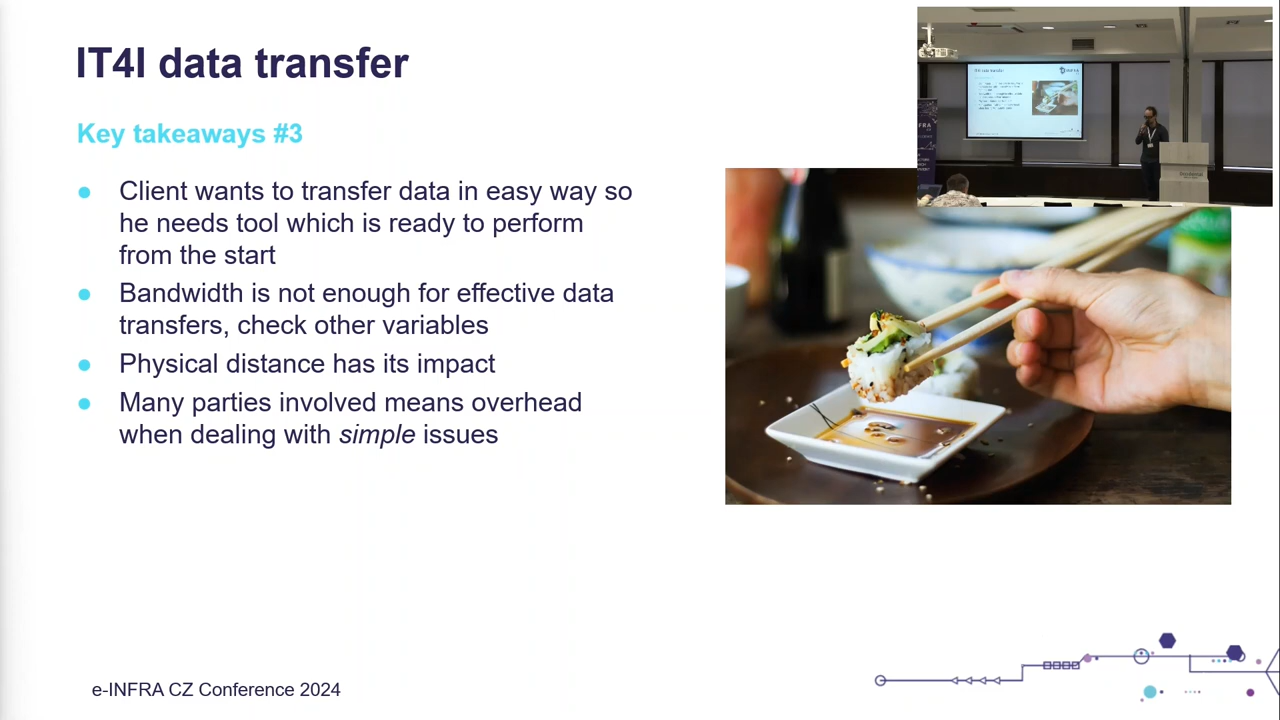 IT4I data transfer
Key takeaways #3
Client wants to transfer data in easy way so
he needs tool which is ready to perform
from the start
Bandwidth is not enough for effective data
transfers, check other variables
Physical distance has its impact
Many parties involved means overhead
when dealing with simple issues
e-INFRA CZ Conference 2024